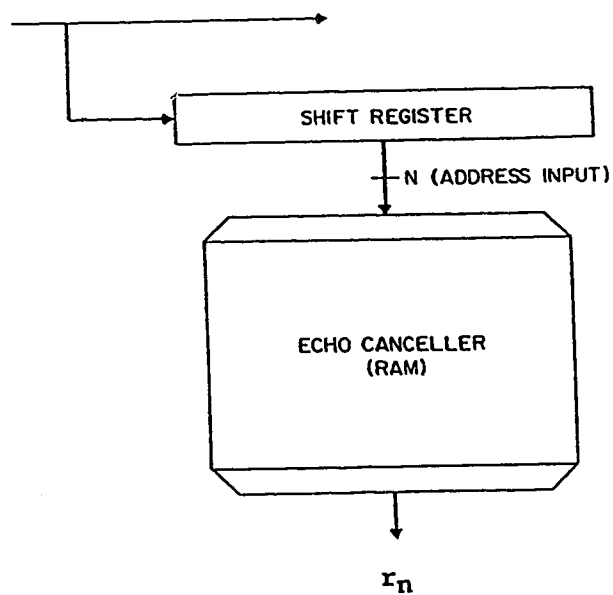 SHIFT REGISTER
N (ADDRESS INPUT)
ECHO CANCELLER
(RAM)
rn